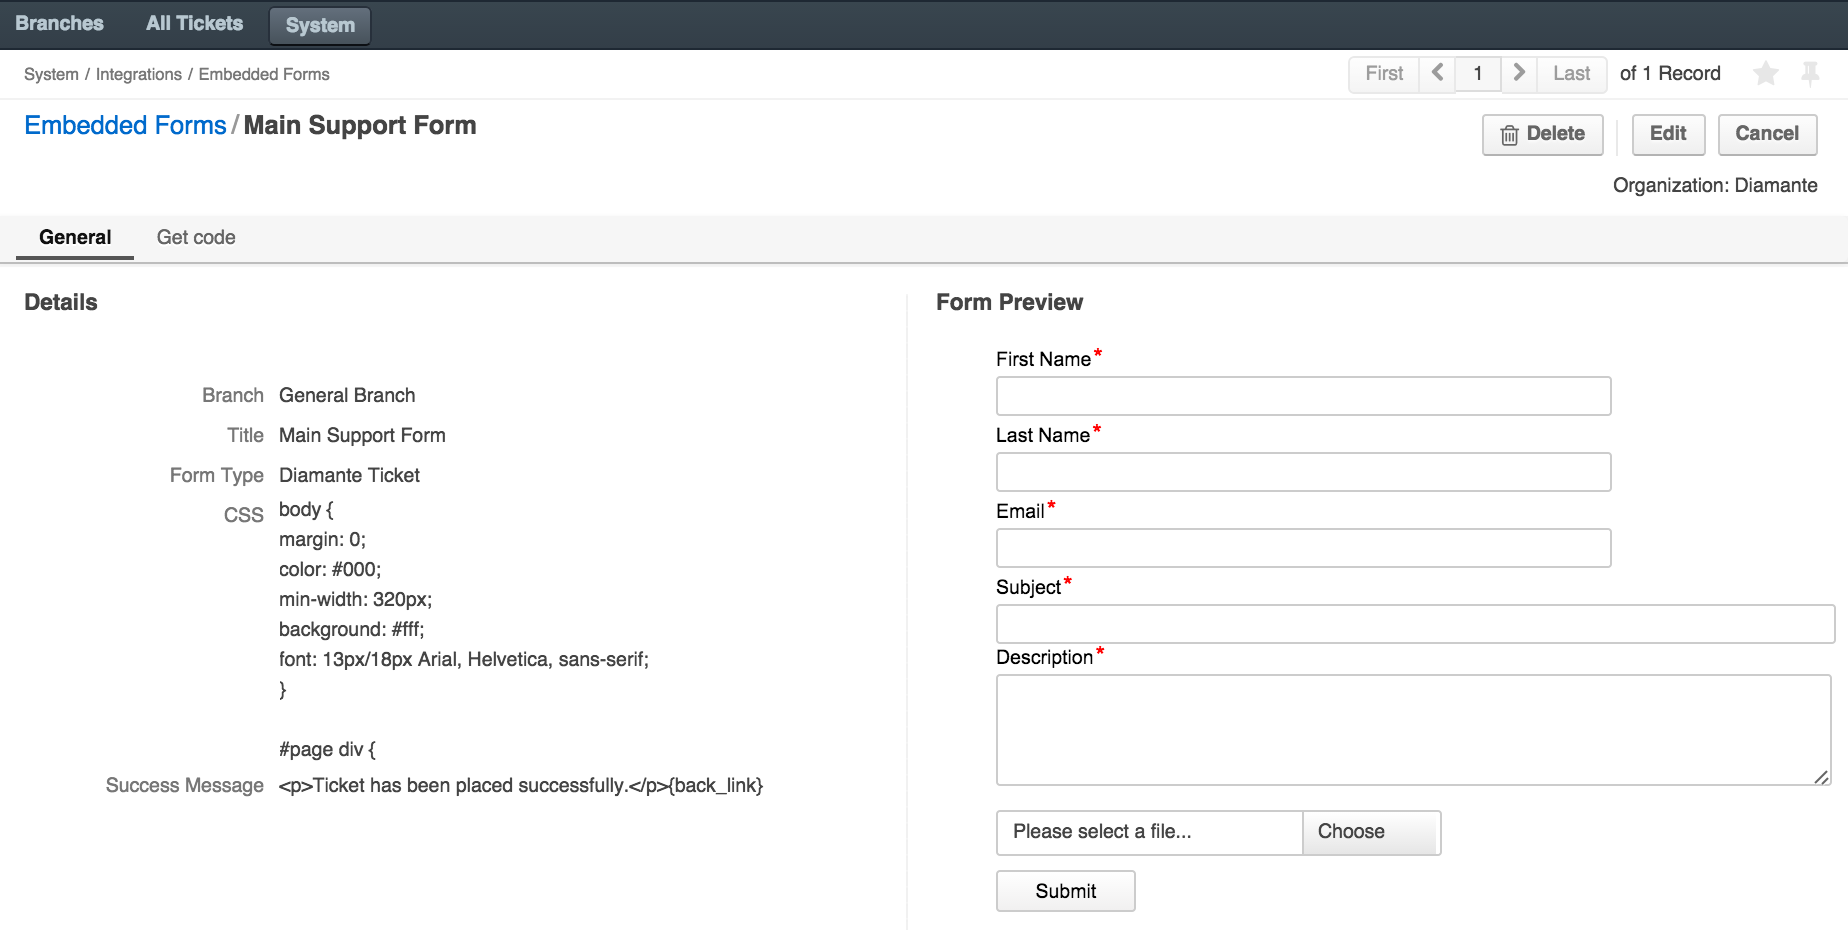 Branches All Tickets System
System / Integrations / Embedded Forms First 1 Last of 1 Record
Embedded Forms / Main Support Form
Delete Edit Cancel
Organization: Diamante
General Get code
Details
Branch General Branch
Title Main Support Form
Form Type Diamante Ticket
CSS body {
margin: 0;
color: #000;
min-width: 320px;
background: #fff;
font: 13px/18px Arial, Helvetica, sans-serif;
}
#page div {
Success Message <p>Ticket has been placed successfully.</p>{back_link}
Form Preview
First Name*
Last Name*
Email*
Subject*
Description*
Please select a file... Choose
Submit